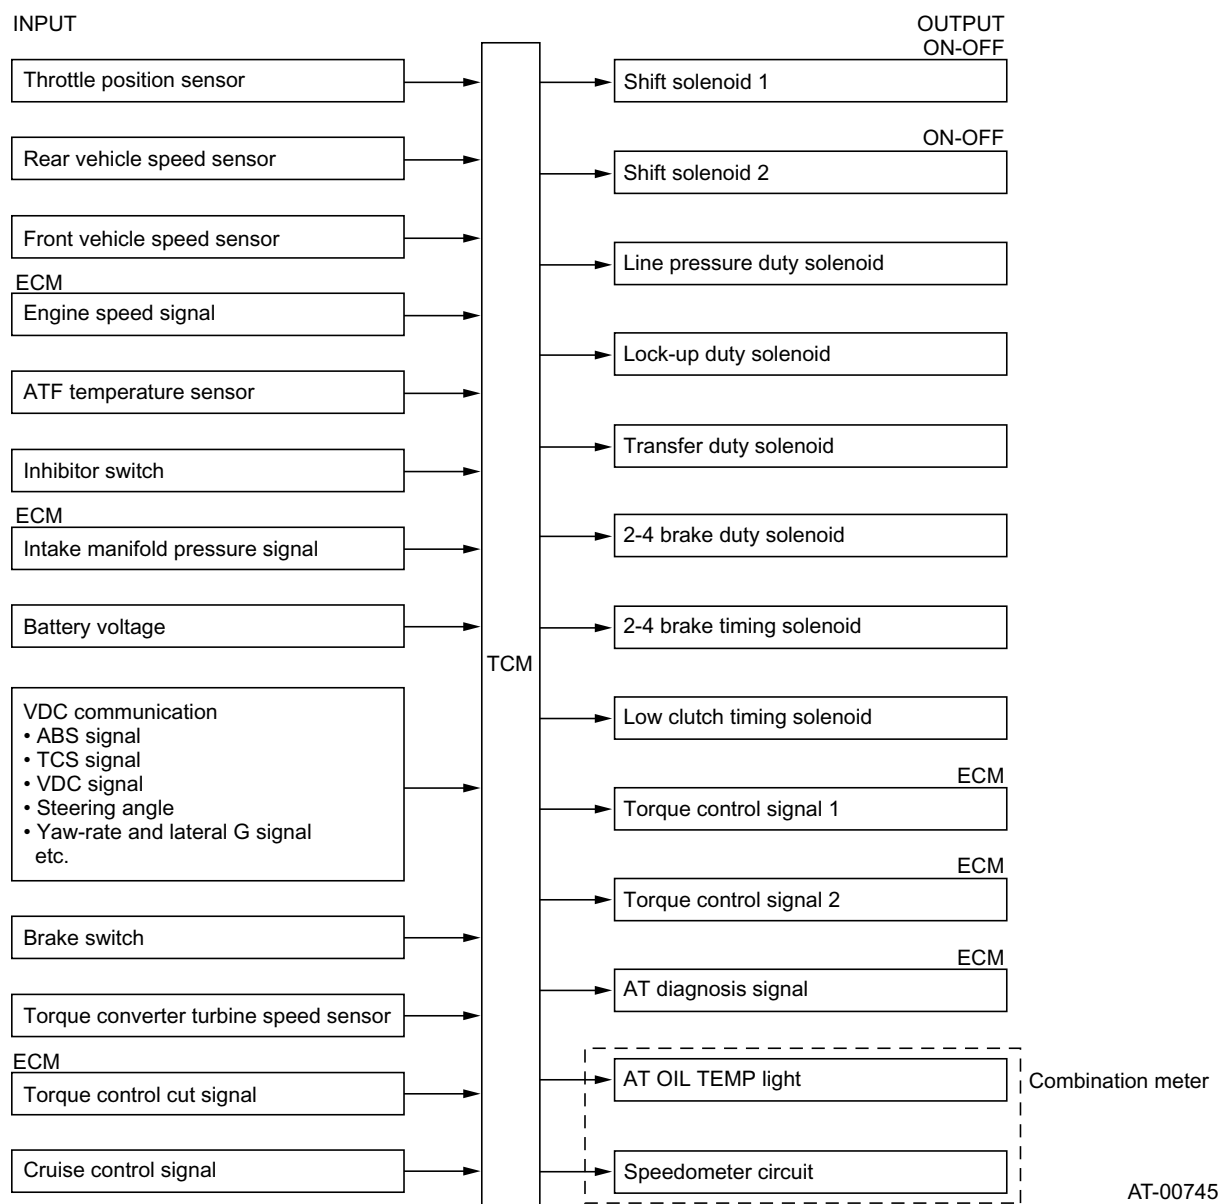 INPUT
Throttle position sensor
Rear vehicle speed sensor
Front vehicle speed sensor
ECM
Engine speed signal
ATF temperature sensor
Inhibitor switch
ECM
Intake manifold pressure signal
Battery voltage
VDC communication
• ABS signal
• TCS signal
• VDC signal
• Steering angle
• Yaw-rate and lateral G signal
etc.
Brake switch
Torque converter turbine speed sensor
ECM
Torque control cut signal
Cruise control signal
TCM
OUTPUT
ON-OFF
Shift solenoid 1
ON-OFF
Shift solenoid 2
Line pressure duty solenoid
Lock-up duty solenoid
Transfer duty solenoid
2-4 brake duty solenoid
2-4 brake timing solenoid
Low clutch timing solenoid
ECM
Torque control signal 1
ECM
Torque control signal 2
ECM
AT diagnosis signal
AT OIL TEMP light
Combination meter
Speedometer circuit
AT-00745